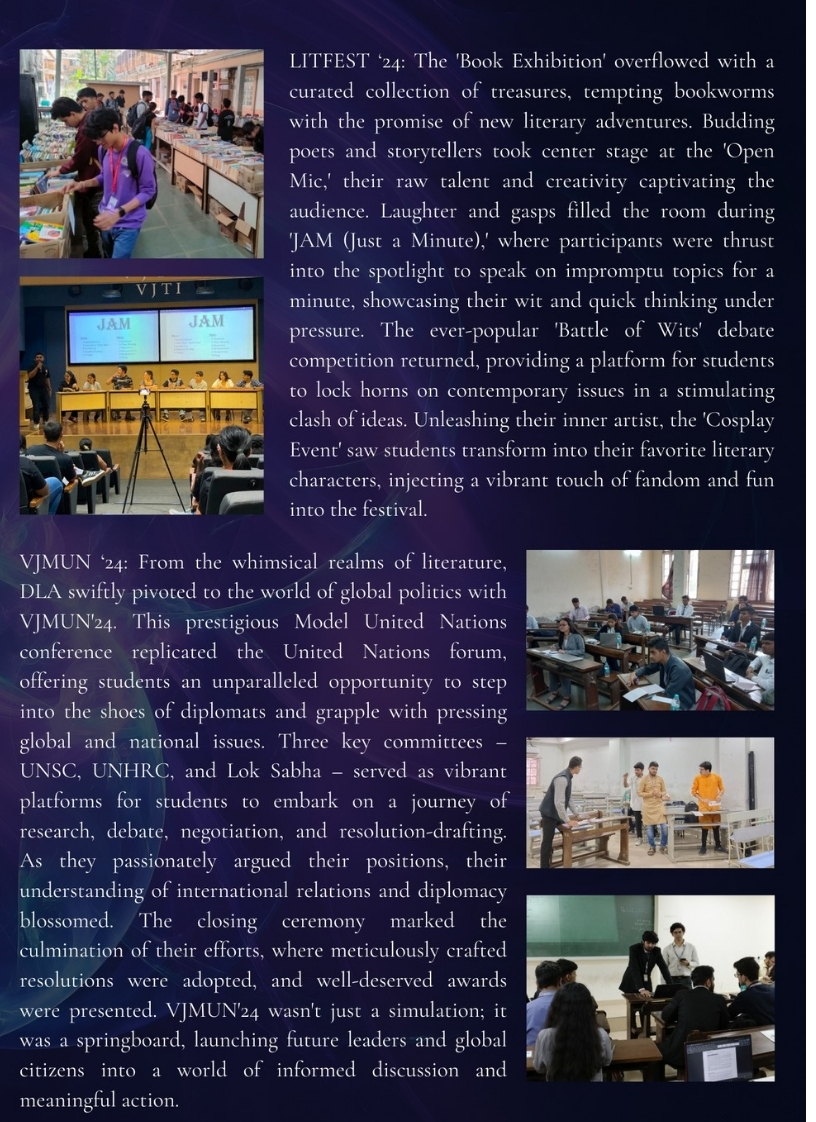 LITFEST ‘24: The 'Book Exhibition' overflowed with a
curated collection of treasures, tempting bookworms
with the promise of new literary adventures. Budding
poets and storytellers took center stage at the 'Open
Mic,' their raw talent and creativity captivating the
audience. Laughter and gasps filled the room during
'JAM (Just a Minute),' where participants were thrust
into the spotlight to speak on impromptu topics for a
minute, showcasing their wit and quick thinking under
pressure. The ever-popular 'Battle of Wits' debate
competition returned, providing a platform for students
to lock horns on contemporary issues in a stimulating
clash of ideas. Unleashing their inner artist, the 'Cosplay
Event' saw students transform into their favorite literary
characters, injecting a vibrant touch of fandom and fun
into the festival.
VJTI
JAM
JAM
VJMUN ‘24: From the whimsical realms of literature,
DLA swiftly pivoted to the world of global politics with
VJMUN'24. This prestigious Model United Nations
conference replicated the United Nations forum,
offering students an unparalleled opportunity to step
into the shoes of diplomats and grapple with pressing
global and national issues. Three key committees –
UNSC, UNHRC, and Lok Sabha – served as vibrant
platforms for students to embark on a journey of
research, debate, negotiation, and resolution-drafting.
As they passionately argued their positions, their
understanding of international relations and diplomacy
blossomed. The closing ceremony marked the
culmination of their efforts, where meticulously crafted
resolutions were adopted, and well-deserved awards
were presented. VJMUN'24 wasn't just a simulation; it
was a springboard, launching future leaders and global
citizens into a world of informed discussion and
meaningful action.